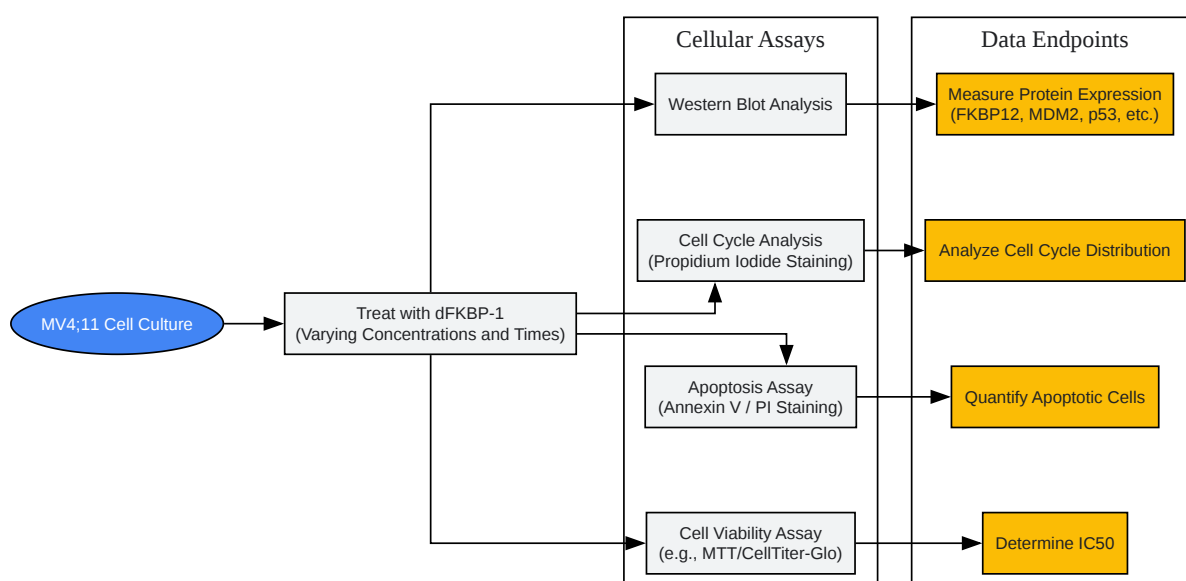 Cellular Assays
Data Endpoints
Western Blot Analysis
Measure Protein Expression
(FKBP12, MDM2, p53, etc.)
Cell Cycle Analysis
(Propidium Iodide Staining)
Analyze Cell Cycle Distribution
MV4;11 Cell Culture
Treat with dFKBP-1
(Varying Concentrations and Times)
Apoptosis Assay
(Annexin V / PI Staining)
Quantify Apoptotic Cells
Cell Viability Assay
(e.g., MTT/CellTiter-Glo)
Determine IC50